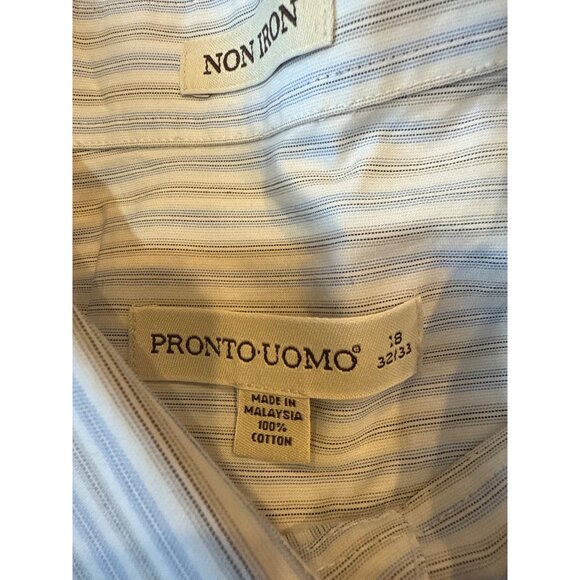 NON IRON
PRONTO·UOMO®
18
32/33
MADE IN
MALAYSIA
100%
COTTON